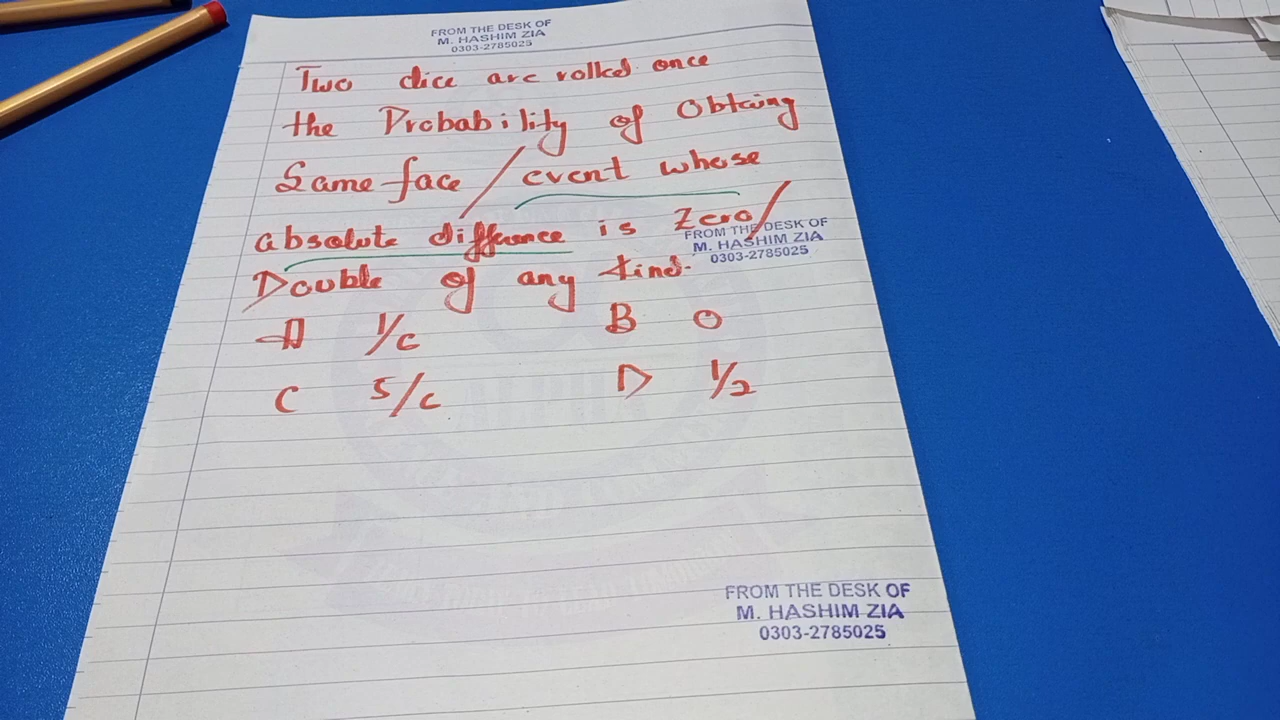 FROM THE DESK OF
M. HASHIM ZIA
0303-2785025
Two dice are rolled once
the Probability of Obtaing
Same face / event whose
absolute difference is Zero/
FROM THE DESK OF
M. HASHIM ZIA
0303-2785025
Double of any kind.
A 1/6 B 0
C 5/6 D 1/2
FROM THE DESK OF
M. HASHIM ZIA
0303-2785025